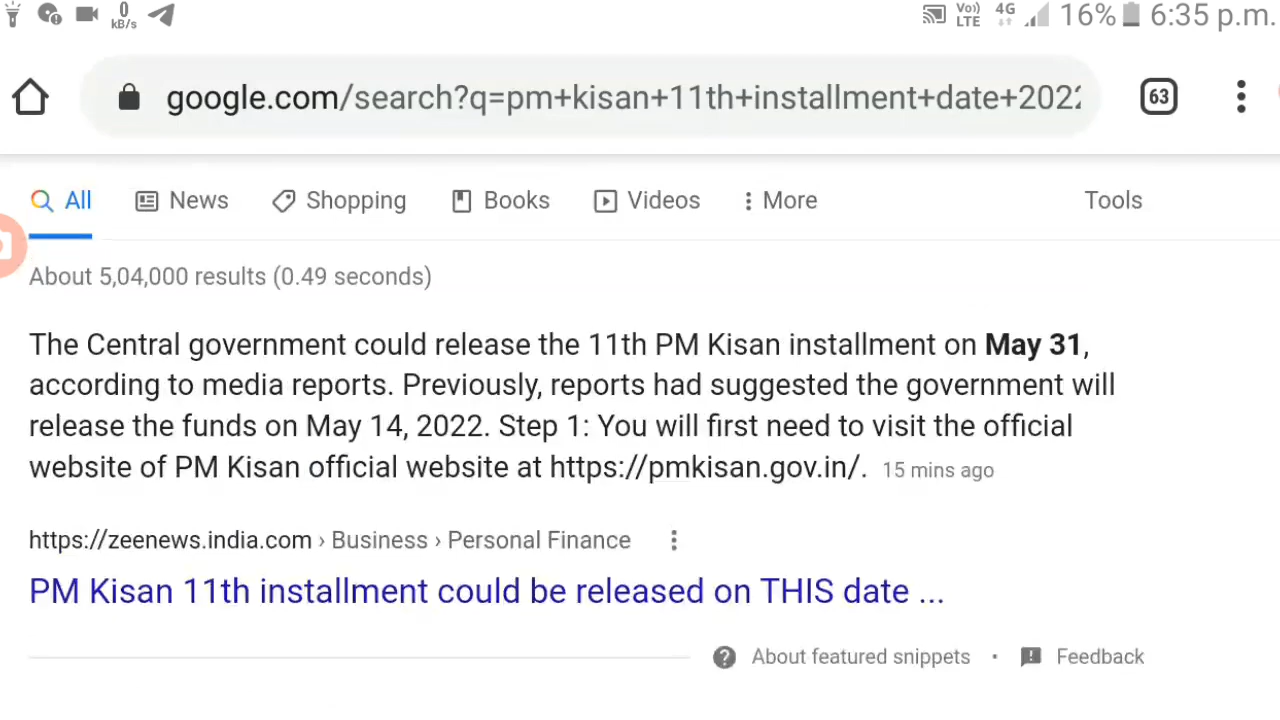 0 kB/s Vo)) LTE 4G 16% 6:35 p.m.
google.com/search?q=pm+kisan+11th+installment+date+202 63
All News Shopping Books Videos More Tools
About 5,04,000 results (0.49 seconds)
The Central government could release the 11th PM Kisan installment on May 31,
according to media reports. Previously, reports had suggested the government will
release the funds on May 14, 2022. Step 1: You will first need to visit the official
website of PM Kisan official website at https://pmkisan.gov.in/. 15 mins ago
https://zeenews.india.com › Business › Personal Finance
PM Kisan 11th installment could be released on THIS date ...
About featured snippets • Feedback